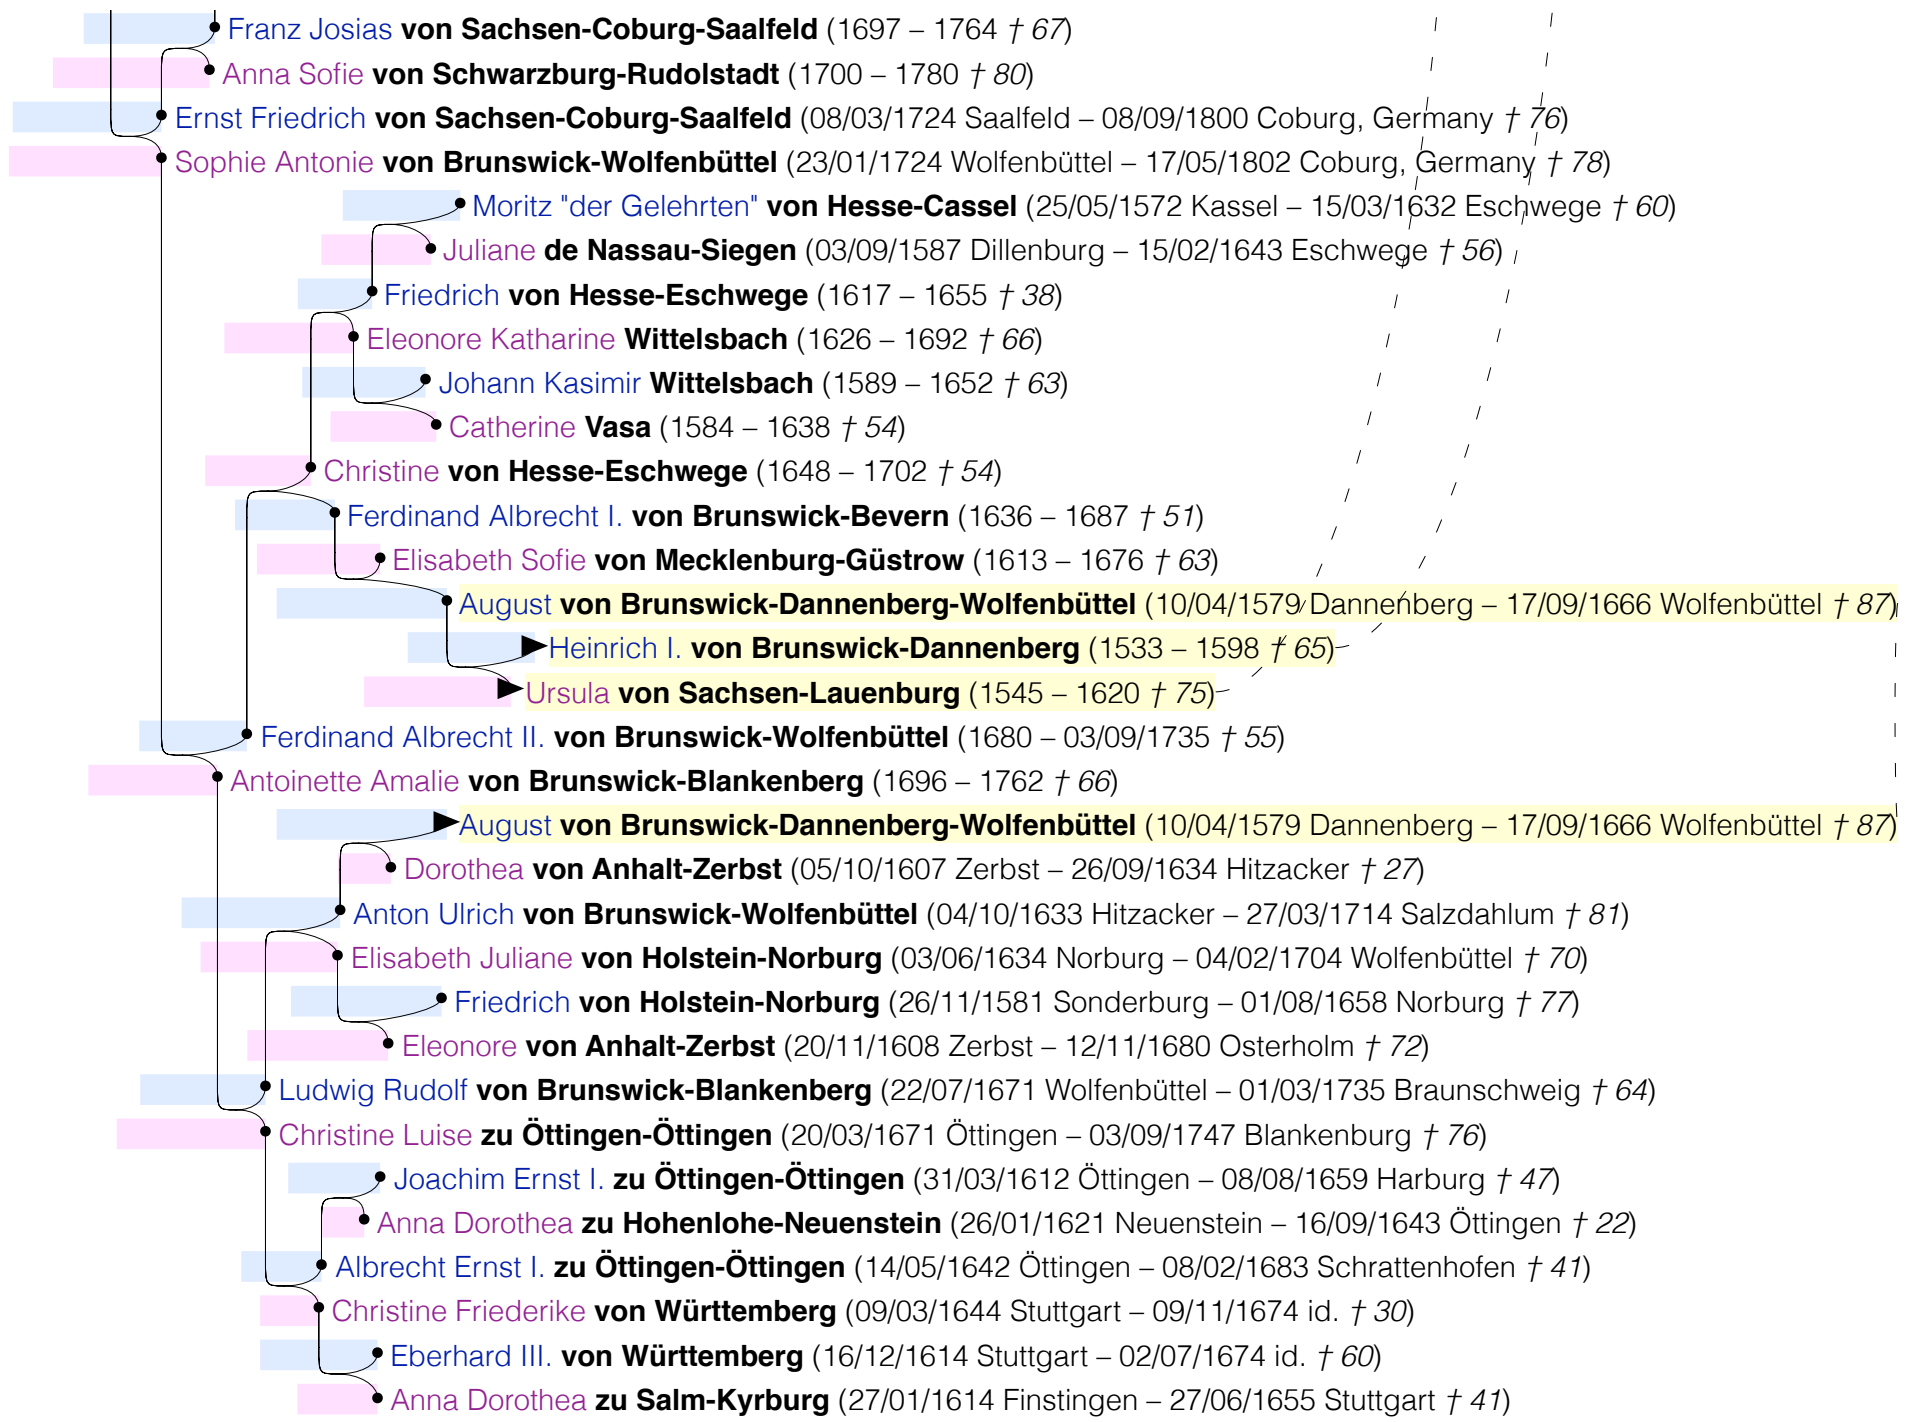 Franz Josias von Sachsen-Coburg-Saalfeld (1697 – 1764 † 67)
Anna Sofie von Schwarzburg-Rudolstadt (1700 – 1780 † 80)
Ernst Friedrich von Sachsen-Coburg-Saalfeld (08/03/1724 Saalfeld – 08/09/1800 Coburg, Germany † 76)
Sophie Antonie von Brunswick-Wolfenbüttel (23/01/1724 Wolfenbüttel – 17/05/1802 Coburg, Germany † 78)
Moritz "der Gelehrten" von Hesse-Cassel (25/05/1572 Kassel – 15/03/1632 Eschwege † 60)
Juliane de Nassau-Siegen (03/09/1587 Dillenburg – 15/02/1643 Eschwege † 56)
Friedrich von Hesse-Eschwege (1617 – 1655 † 38)
Eleonore Katharine Wittelsbach (1626 – 1692 † 66)
Johann Kasimir Wittelsbach (1589 – 1652 † 63)
Catherine Vasa (1584 – 1638 † 54)
Christine von Hesse-Eschwege (1648 – 1702 † 54)
Ferdinand Albrecht I. von Brunswick-Bevern (1636 – 1687 † 51)
Elisabeth Sofie von Mecklenburg-Güstrow (1613 – 1676 † 63)
August von Brunswick-Dannenberg-Wolfenbüttel (10/04/1579 Dannenberg – 17/09/1666 Wolfenbüttel † 87)
Heinrich I. von Brunswick-Dannenberg (1533 – 1598 † 65)
Ursula von Sachsen-Lauenburg (1545 – 1620 † 75)
Ferdinand Albrecht II. von Brunswick-Wolfenbüttel (1680 – 03/09/1735 † 55)
Antoinette Amalie von Brunswick-Blankenberg (1696 – 1762 † 66)
August von Brunswick-Dannenberg-Wolfenbüttel (10/04/1579 Dannenberg – 17/09/1666 Wolfenbüttel † 87)
Dorothea von Anhalt-Zerbst (05/10/1607 Zerbst – 26/09/1634 Hitzacker † 27)
Anton Ulrich von Brunswick-Wolfenbüttel (04/10/1633 Hitzacker – 27/03/1714 Salzdahlum † 81)
Elisabeth Juliane von Holstein-Norburg (03/06/1634 Norburg – 04/02/1704 Wolfenbüttel † 70)
Friedrich von Holstein-Norburg (26/11/1581 Sonderburg – 01/08/1658 Norburg † 77)
Eleonore von Anhalt-Zerbst (20/11/1608 Zerbst – 12/11/1680 Osterholm † 72)
Ludwig Rudolf von Brunswick-Blankenberg (22/07/1671 Wolfenbüttel – 01/03/1735 Braunschweig † 64)
Christine Luise zu Öttingen-Öttingen (20/03/1671 Öttingen – 03/09/1747 Blankenburg † 76)
Joachim Ernst I. zu Öttingen-Öttingen (31/03/1612 Öttingen – 08/08/1659 Harburg † 47)
Anna Dorothea zu Hohenlohe-Neuenstein (26/01/1621 Neuenstein – 16/09/1643 Öttingen † 22)
Albrecht Ernst I. zu Öttingen-Öttingen (14/05/1642 Öttingen – 08/02/1683 Schrattenhofen † 41)
Christine Friederike von Württemberg (09/03/1644 Stuttgart – 09/11/1674 id. † 30)
Eberhard III. von Württemberg (16/12/1614 Stuttgart – 02/07/1674 id. † 60)
Anna Dorothea zu Salm-Kyrburg (27/01/1614 Finstingen – 27/06/1655 Stuttgart † 41)